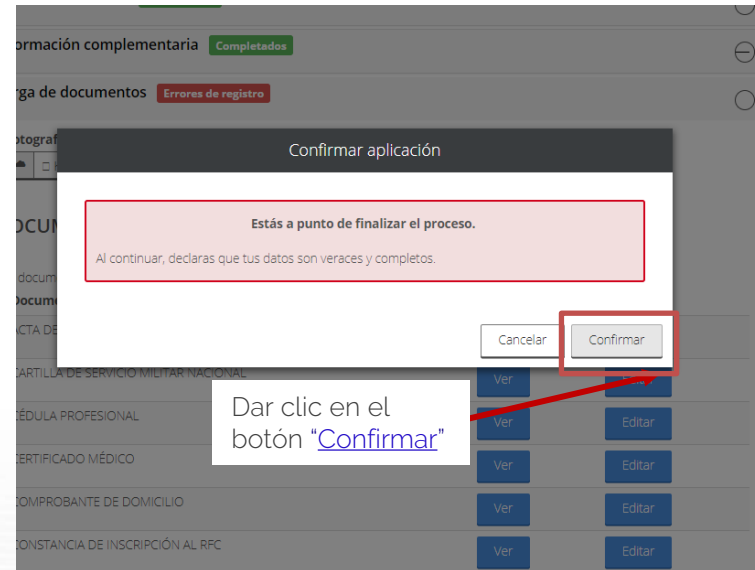 ormación complementaria Completados
rga de documentos Errores de registro
otograf
Confirmar aplicación
Estás a punto de finalizar el proceso.
Al continuar, declaras que tus datos son veraces y completos.
Cancelar Confirmar
OCUM
docum
Docume
ACTA DE
CARTILLA DE SERVICIO MILITAR NACIONAL Ver Editar
CÉDULA PROFESIONAL Ver Editar
Dar clic en el
botón “Confirmar”
CERTIFICADO MÉDICO Ver Editar
COMPROBANTE DE DOMICILIO Ver Editar
CONSTANCIA DE INSCRIPCIÓN AL RFC Ver Editar